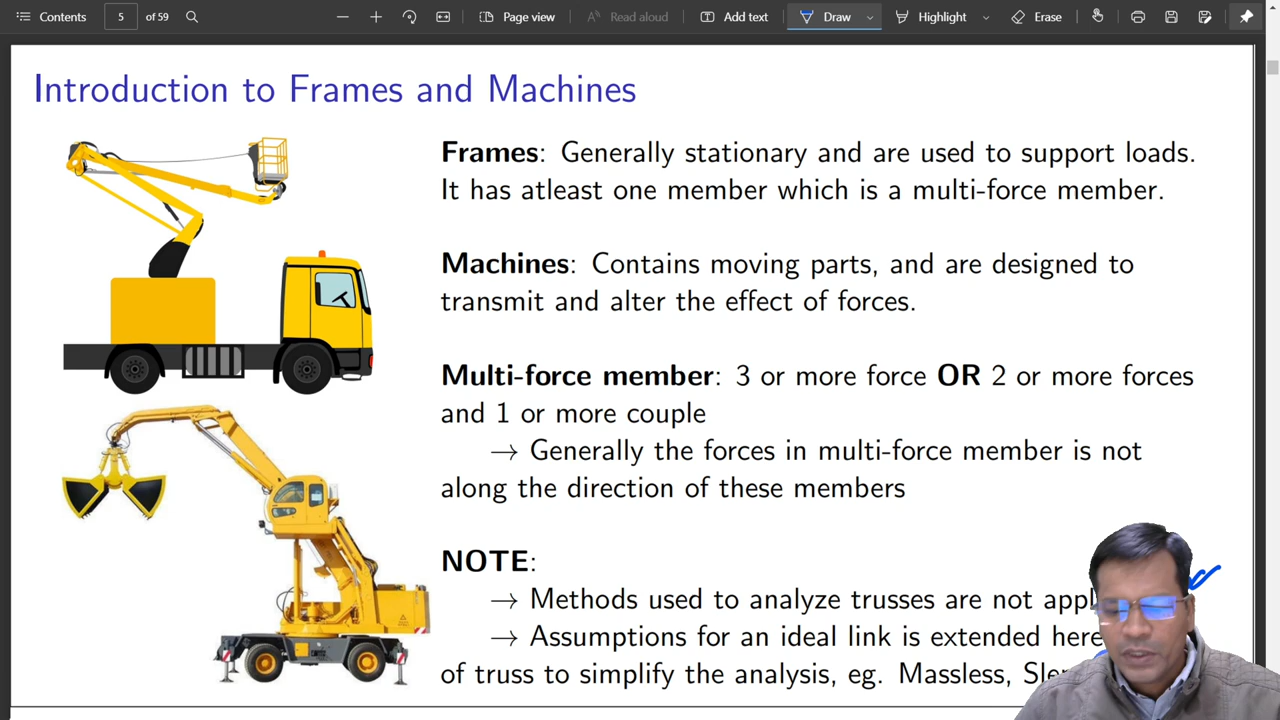 Contents 5 of 59 Page view Read aloud Add text Draw Highlight Erase
Introduction to Frames and Machines
Frames: Generally stationary and are used to support loads.
It has atleast one member which is a multi-force member.
Machines: Contains moving parts, and are designed to
transmit and alter the effect of forces.
Multi-force member: 3 or more force OR 2 or more forces
and 1 or more couple
→ Generally the forces in multi-force member is not
along the direction of these members
NOTE:
→ Methods used to analyze trusses are not
→ Assumptions for an ideal link is extended here
of truss to simplify the analysis, eg. Massless,